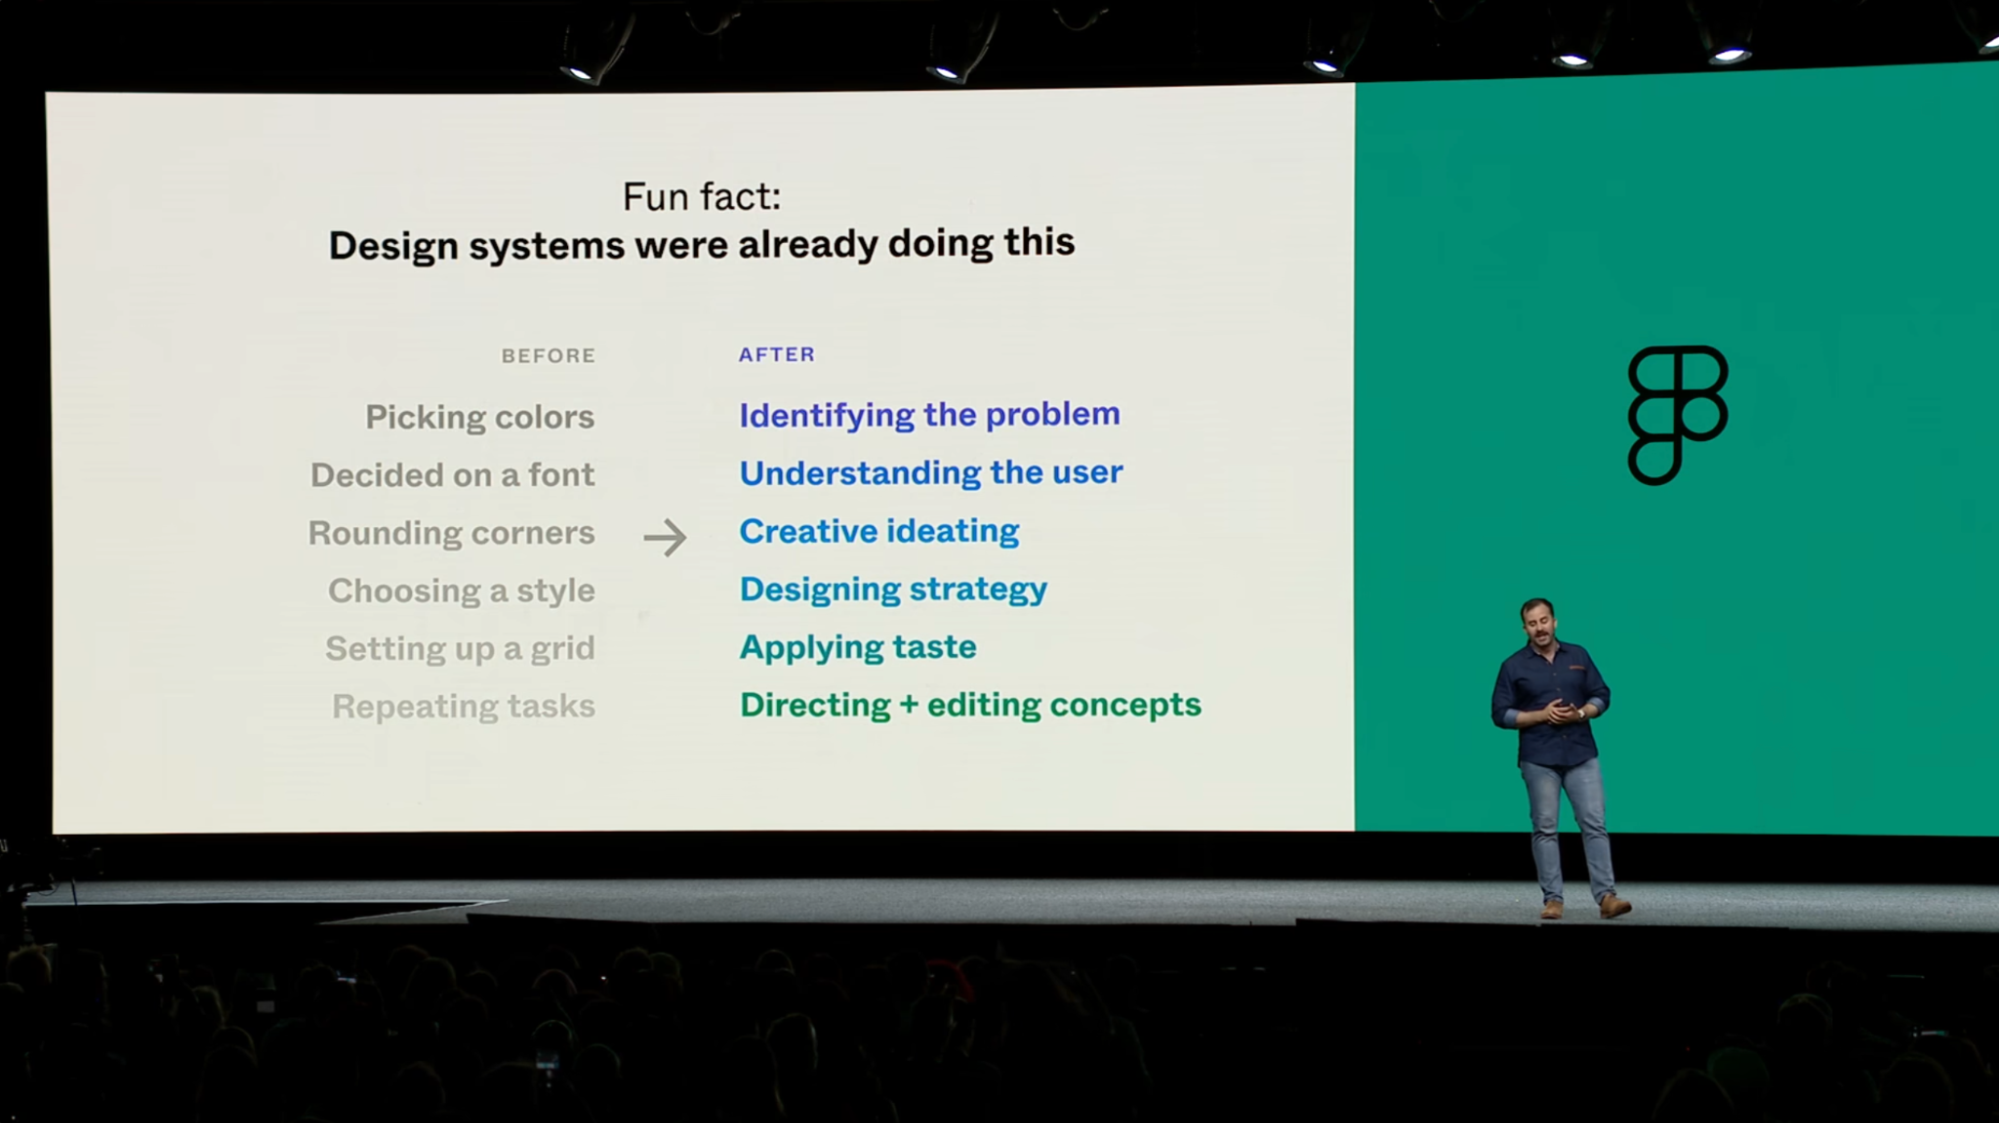 Fun fact:
Design systems were already doing this
BEFORE
Picking colors
Decided on a font
Rounding corners
Choosing a style
Setting up a grid
Repeating tasks
→
AFTER
Identifying the problem
Understanding the user
Creative ideating
Designing strategy
Applying taste
Directing + editing concepts